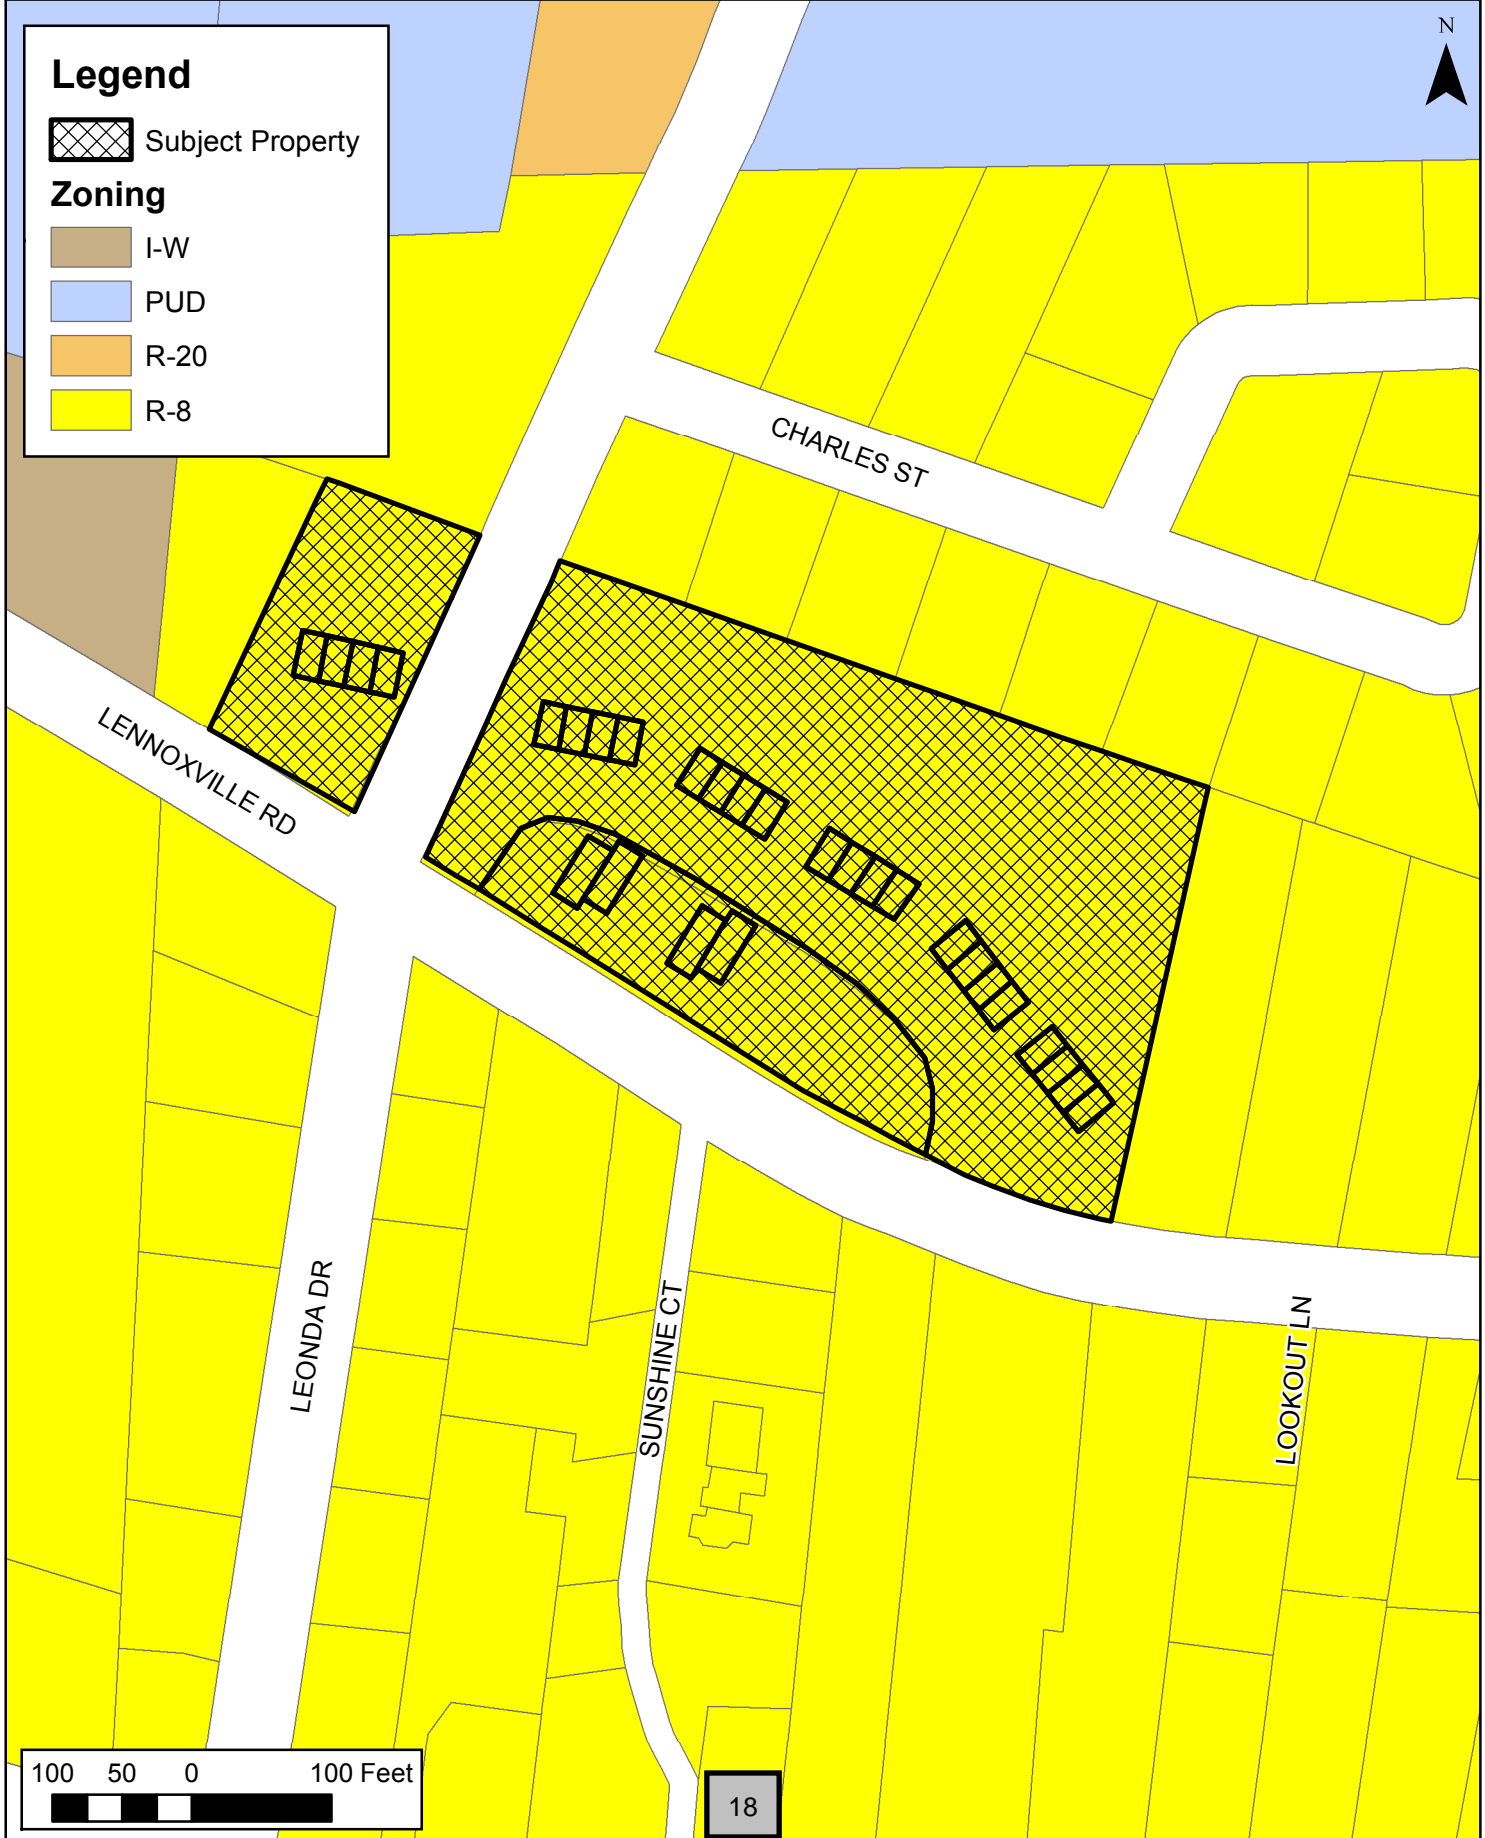 N
Legend
Subject Property
Zoning
I-W
PUD
R-20
R-8
CHARLES ST
LENNOXVILLE RD
LEONDA DR
SUNSHINE CT
LOOKOUT LN
100 50 0 100 Feet
18